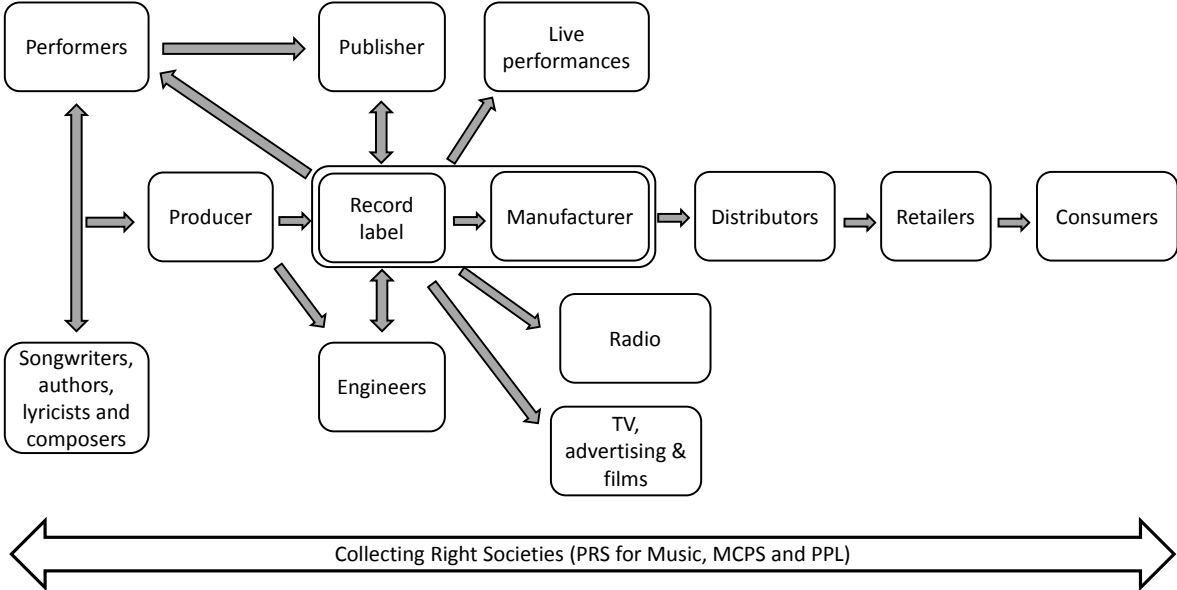 Performers
Publisher
Live
performances
Producer
Record
label
Manufacturer
Distributors
Retailers
Consumers
Radio
Songwriters,
authors,
lyricists and
composers
Engineers
TV,
advertising &
films
Collecting Right Societies (PRS for Music, MCPS and PPL)